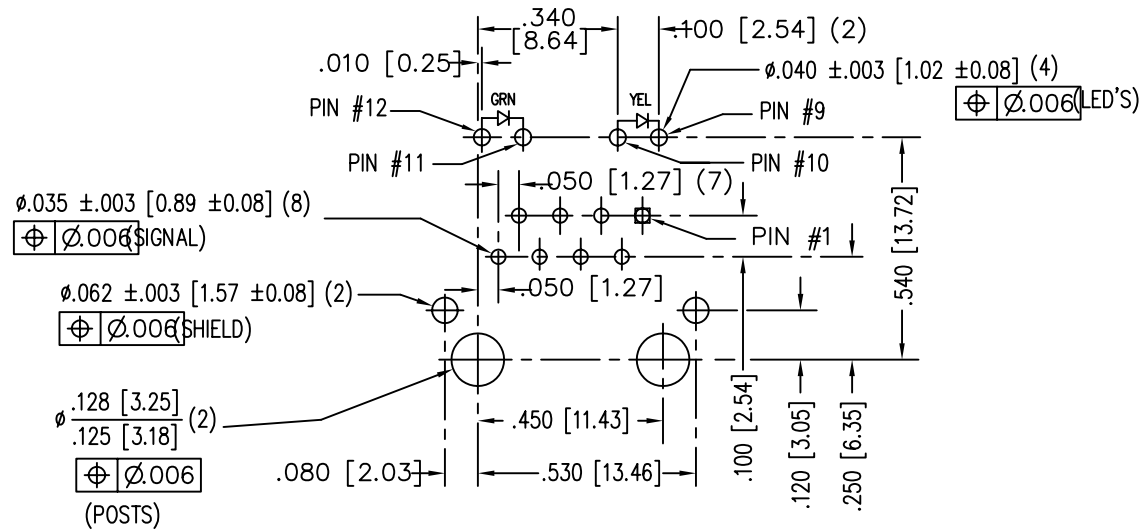 .340
[8.64]
.100 [2.54] (2)
.010 [0.25]
ø.040 ±.003 [1.02 ±0.08] (4)
Ø.006 (LED'S)
GRN
YEL
PIN #12
PIN #9
PIN #11
PIN #10
.050 [1.27] (7)
ø.035 ±.003 [0.89 ±0.08] (8)
Ø.006 (SIGNAL)
PIN #1
.540 [13.72]
.050 [1.27]
ø.062 ±.003 [1.57 ±0.08] (2)
Ø.006 (SHIELD)
ø .128 [3.25]
.125 [3.18] (2)
Ø.006
(POSTS)
.450 [11.43]
.080 [2.03]
.530 [13.46]
.100 [2.54]
.120 [3.05]
.250 [6.35]